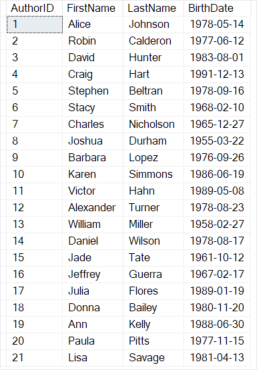 AuthorID FirstName LastName BirthDate
1 Alice Johnson 1978-05-14
2 Robin Calderon 1977-06-12
3 David Hunter 1983-08-01
4 Craig Hart 1991-12-13
5 Stephen Beltran 1978-09-16
6 Stacy Smith 1968-02-10
7 Charles Nicholson 1965-12-27
8 Joshua Durham 1955-03-22
9 Barbara Lopez 1976-09-26
10 Karen Simmons 1986-06-19
11 Victor Hahn 1989-05-08
12 Alexander Turner 1978-08-23
13 William Miller 1958-02-27
14 Daniel Wilson 1978-08-17
15 Jade Tate 1961-10-12
16 Jeffrey Guerra 1967-02-17
17 Julia Flores 1989-01-19
18 Donna Bailey 1980-11-20
19 Ann Kelly 1988-06-30
20 Paula Pitts 1977-11-15
21 Lisa Savage 1981-04-13